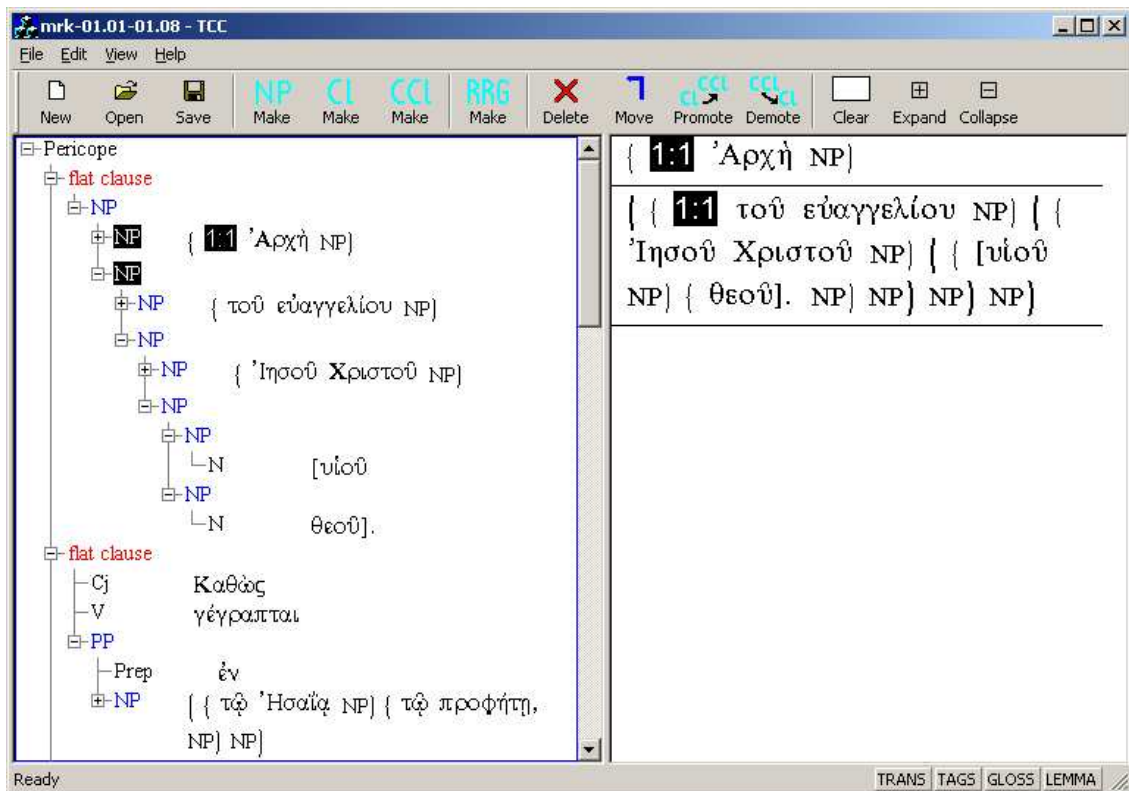 mrk-01.01-01.08 - TCC
File Edit View Help
NP Cl CCl RRG CCl Cl CCl Cl
New Open Save Make Make Make Make Delete Move Promote Demote Clear Expand Collapse
Pericope
flat clause
NP
NP { 1:1 Ἀρχὴ NP}
NP
NP { τοῦ εὐαγγελίου NP}
NP
NP { Ἰησοῦ Χριστοῦ NP}
NP
NP
N [υἱοῦ
NP
N θεοῦ].
flat clause
Cj Καθὼς
V γέγραπται
PP
Prep ἐν
NP { { τῷ Ἠσαΐᾳ NP} { τῷ προφήτῃ,
NP} NP}
{ 1:1 Ἀρχὴ NP}
{ { 1:1 τοῦ εὐαγγελίου NP} { {
Ἰησοῦ Χριστοῦ NP} { { [υἱοῦ
NP} { θεοῦ]. NP} NP} NP} NP}
Ready TRANS TAGS GLOSS LEMMA